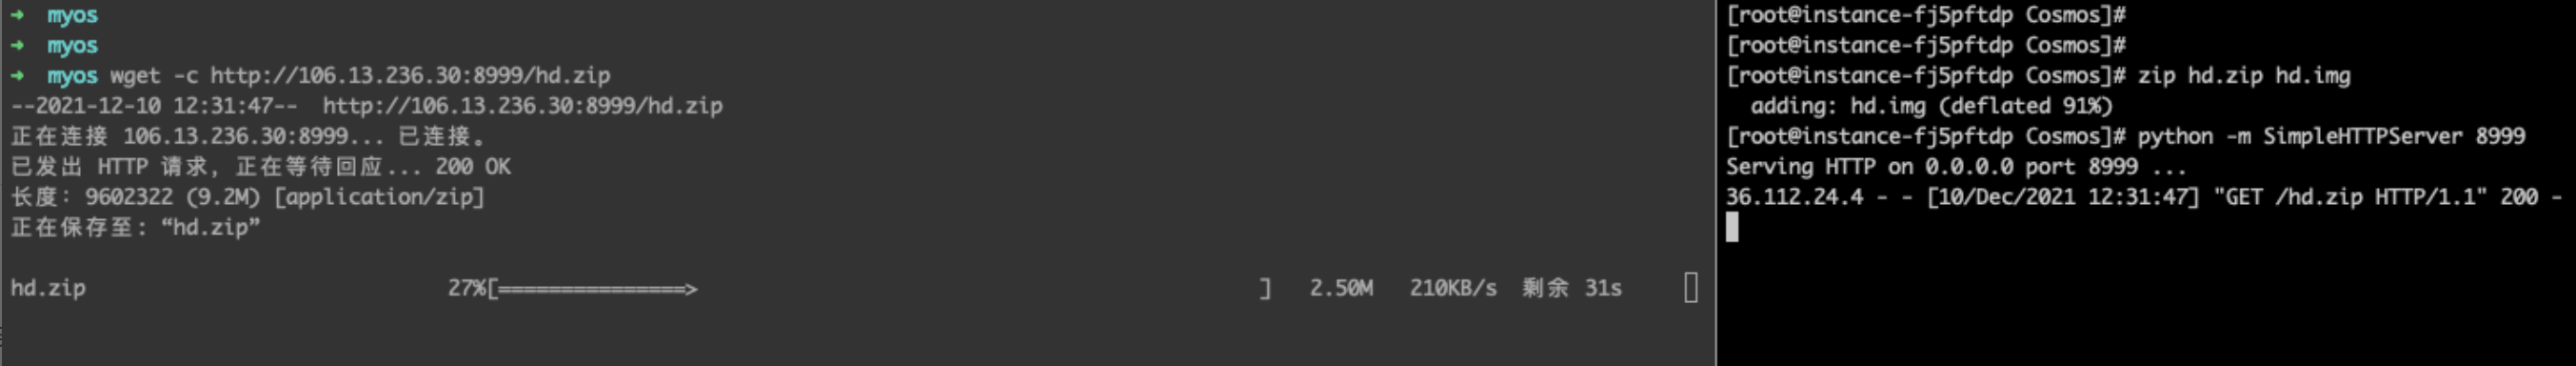 ➜ myos
➜ myos
➜ myos wget -c http://106.13.236.30:8999/hd.zip
--2021-12-10 12:31:47--  http://106.13.236.30:8999/hd.zip
正在连接 106.13.236.30:8999... 已连接。
已发出 HTTP 请求，正在等待回应... 200 OK
长度：9602322 (9.2M) [application/zip]
正在保存至: “hd.zip”
hd.zip 27%[===============> ] 2.50M 210KB/s 剩余 31s
[root@instance-fj5pftdp Cosmos]#
[root@instance-fj5pftdp Cosmos]#
[root@instance-fj5pftdp Cosmos]# zip hd.zip hd.img
  adding: hd.img (deflated 91%)
[root@instance-fj5pftdp Cosmos]# python -m SimpleHTTPServer 8999
Serving HTTP on 0.0.0.0 port 8999 ...
36.112.24.4 - - [10/Dec/2021 12:31:47] "GET /hd.zip HTTP/1.1" 200 -